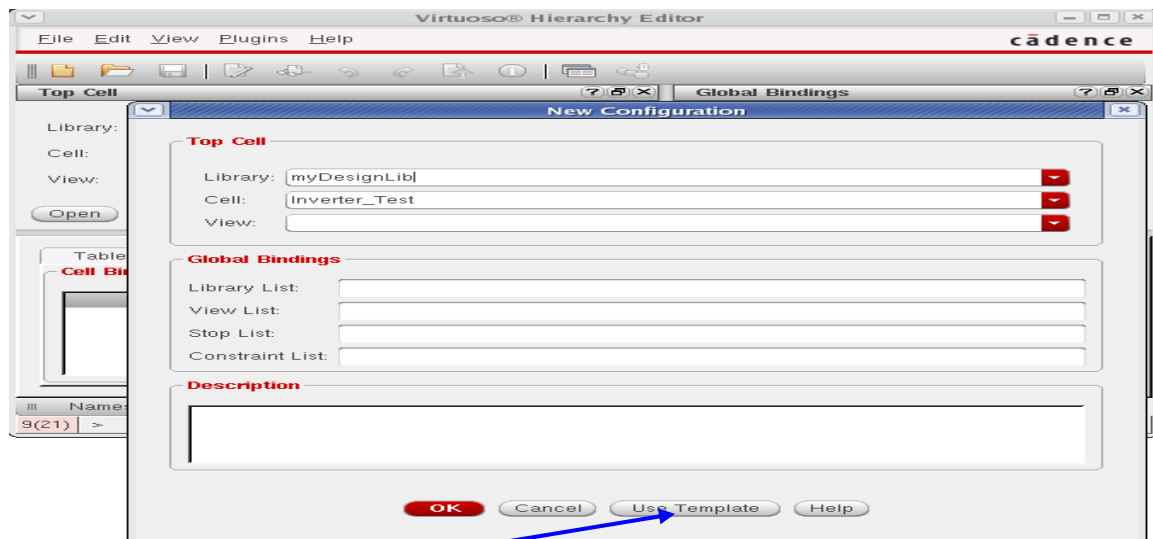 Virtuoso® Hierarchy Editor
File Edit View Plugins Help
cādence
Top Cell
Global Bindings
New Configuration
Library:
Cell:
View:
Open
Top Cell
Library: myDesignLib
Cell: Inverter_Test
View:
Table
Cell Bi
Global Bindings
Library List:
View List:
Stop List:
Constraint List:
Description
Name
9(21) >
OK Cancel Use Template Help